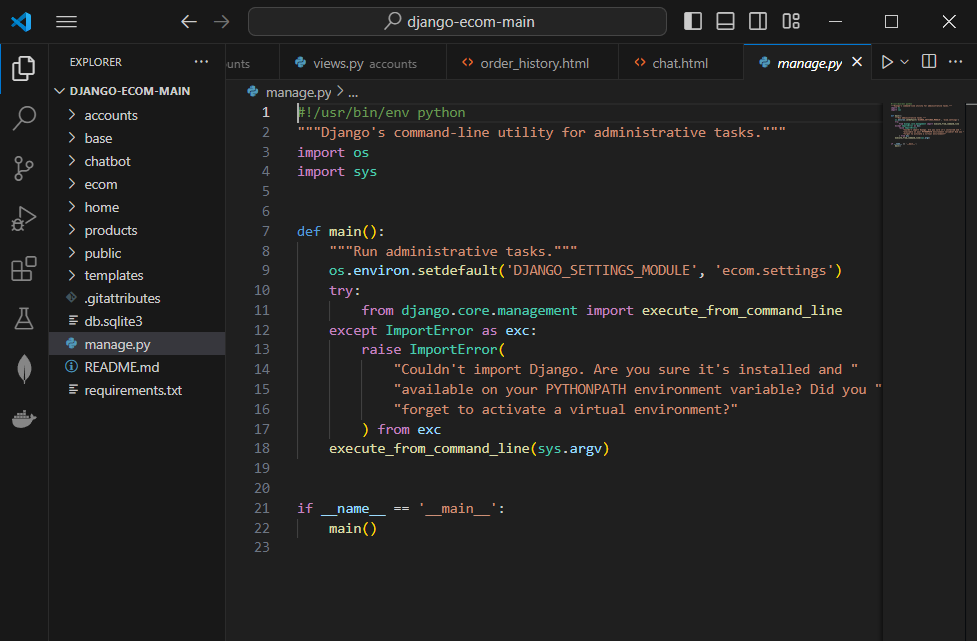 django-ecom-main
EXPLORER
unts
views.py accounts
order_history.html
chat.html
manage.py
DJANGO-ECOM-MAIN
accounts
base
chatbot
ecom
home
products
public
templates
.gitattributes
db.sqlite3
manage.py
README.md
requirements.txt
manage.py > ...
1 #!/usr/bin/env python
2 """Django's command-line utility for administrative tasks."""
3 import os
4 import sys
5
6
7 def main():
8     """Run administrative tasks."""
9     os.environ.setdefault('DJANGO_SETTINGS_MODULE', 'ecom.settings')
10     try:
11         from django.core.management import execute_from_command_line
12     except ImportError as exc:
13         raise ImportError(
14             "Couldn't import Django. Are you sure it's installed and "
15             "available on your PYTHONPATH environment variable? Did you "
16             "forget to activate a virtual environment?"
17         ) from exc
18     execute_from_command_line(sys.argv)
19
20
21 if __name__ == '__main__':
22     main()
23